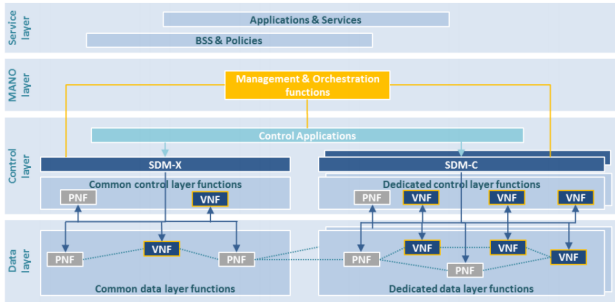 Service
layer
Applications & Services
BSS & Policies
MANO
layer
Management & Orchestration
functions
Control
layer
Control Applications
SDM-X
SDM-C
Common control layer functions
Dedicated control layer functions
PNF
VNF
PNF
VNF
VNF
VNF
Data
layer
PNF
VNF
PNF
PNF
VNF
PNF
VNF
VNF
Common data layer functions
Dedicated data layer functions